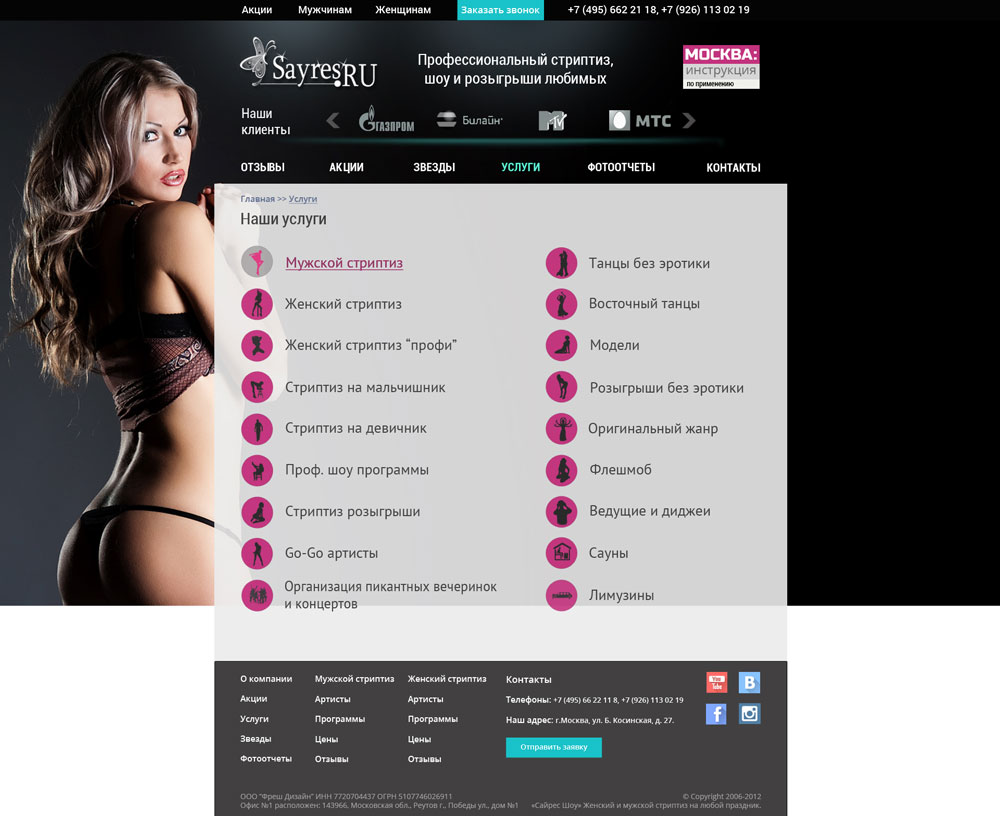 Акции Мужчинам Женщинам Заказать звонок +7 (495) 662 21 18, +7 (926) 113 02 19
Sayres.RU
Профессиональный стриптиз,
шоу и розыгрыши любимых
МОСКВА:
инструкция
по применению
Наши
клиенты
ГАЗПРОМ Билайн MTV МТС
ОТЗЫВЫ АКЦИИ ЗВЕЗДЫ УСЛУГИ ФОТООТЧЕТЫ КОНТАКТЫ
Главная >> Услуги
Наши услуги
Мужской стриптиз
Женский стриптиз
Женский стриптиз “профи”
Стриптиз на мальчишник
Стриптиз на девичник
Проф. шоу программы
Стриптиз розыгрыши
Go-Go артисты
Организация пикантных вечеринок
и концертов
Танцы без эротики
Восточный танцы
Модели
Розыгрыши без эротики
Оригинальный жанр
Флешмоб
Ведущие и диджеи
Сауны
Лимузины
О компании
Акции
Услуги
Звезды
Фотоотчеты
Мужской стриптиз
Артисты
Программы
Цены
Отзывы
Женский стриптиз
Артисты
Программы
Цены
Отзывы
Контакты
Телефоны: +7 (495) 66 22 11 8, +7 (926) 113 02 19
Наш адрес: г.Москва, ул. Б. Косинская, д. 27.
Отправить заявку
You Tube B
f
ООО “Фреш Дизайн” ИНН 7720704437 ОГРН 5107746026911 © Copyright 2006-2012
Офис №1 расположен: 143966, Московская обл., Реутов г., Победы ул., дом №1 «Сайрес Шоу» Женский и мужской стриптиз на любой праздник.